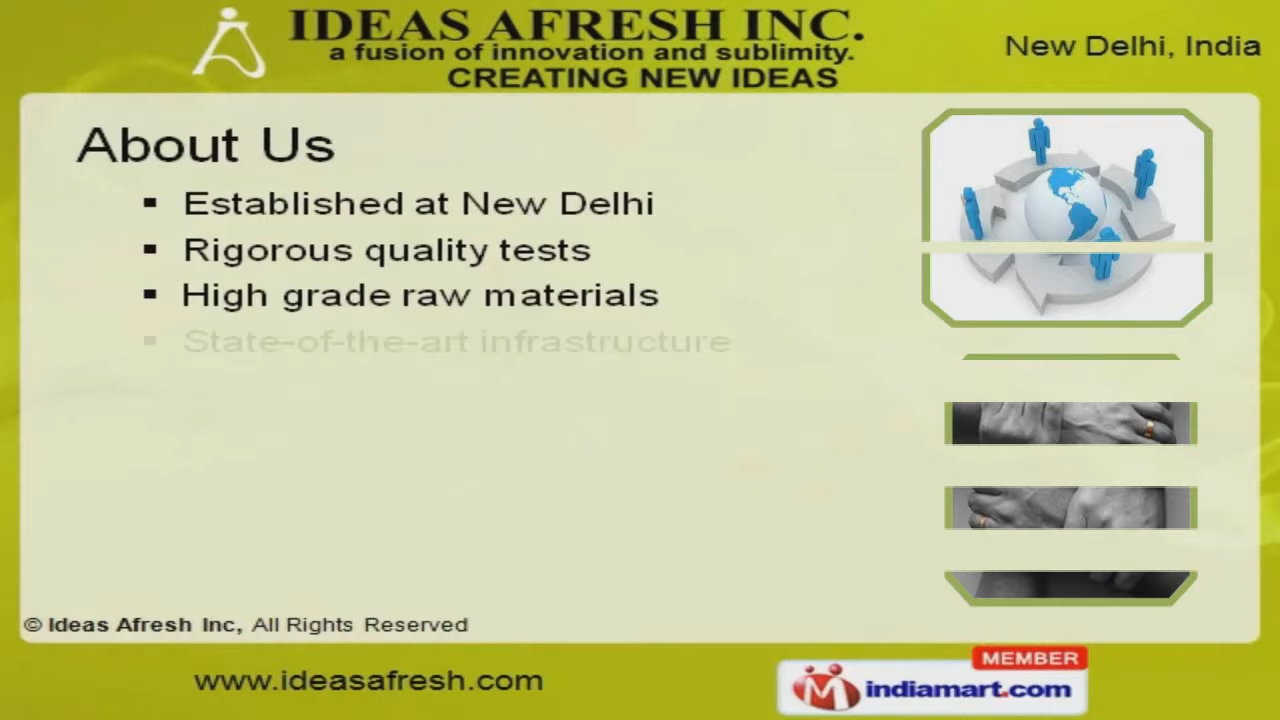 IDEAS AFRESH INC.
a fusion of innovation and sublimity.
CREATING NEW IDEAS
New Delhi, India
About Us
▪ Established at New Delhi
▪ Rigorous quality tests
▪ High grade raw materials
▪ State-of-the-art infrastructure
© Ideas Afresh Inc, All Rights Reserved
www.ideasafresh.com
MEMBER
indiamart.com